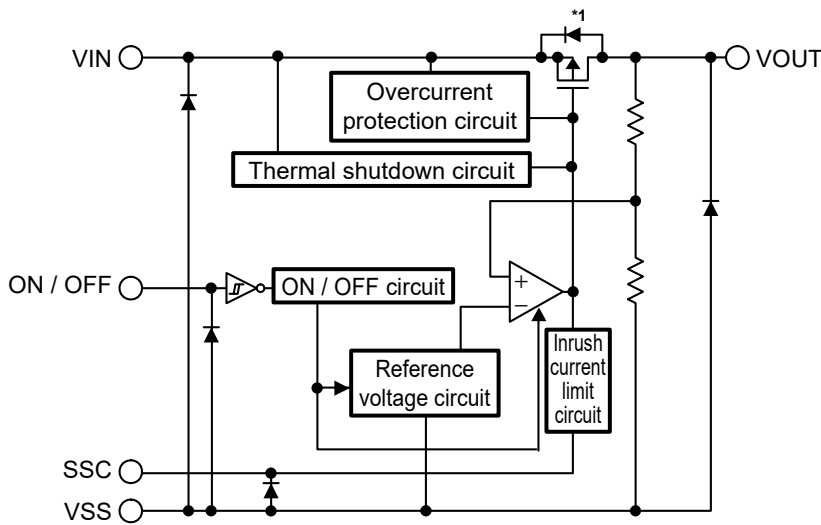 *1
VIN
VOUT
Overcurrent
protection circuit
Thermal shutdown circuit
ON / OFF
ON / OFF circuit
+
−
Reference
voltage circuit
Inrush
current
limit
circuit
SSC
VSS